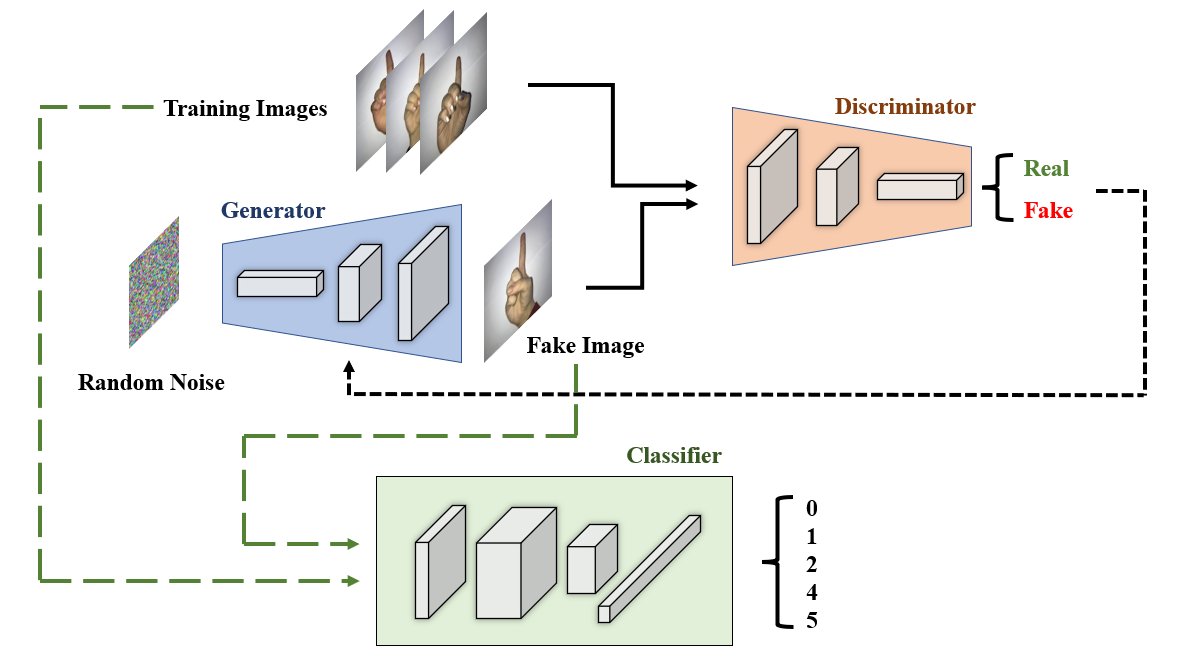 Training Images
Discriminator
Real
Fake
Generator
Fake Image
Random Noise
Classifier
0
1
2
4
5